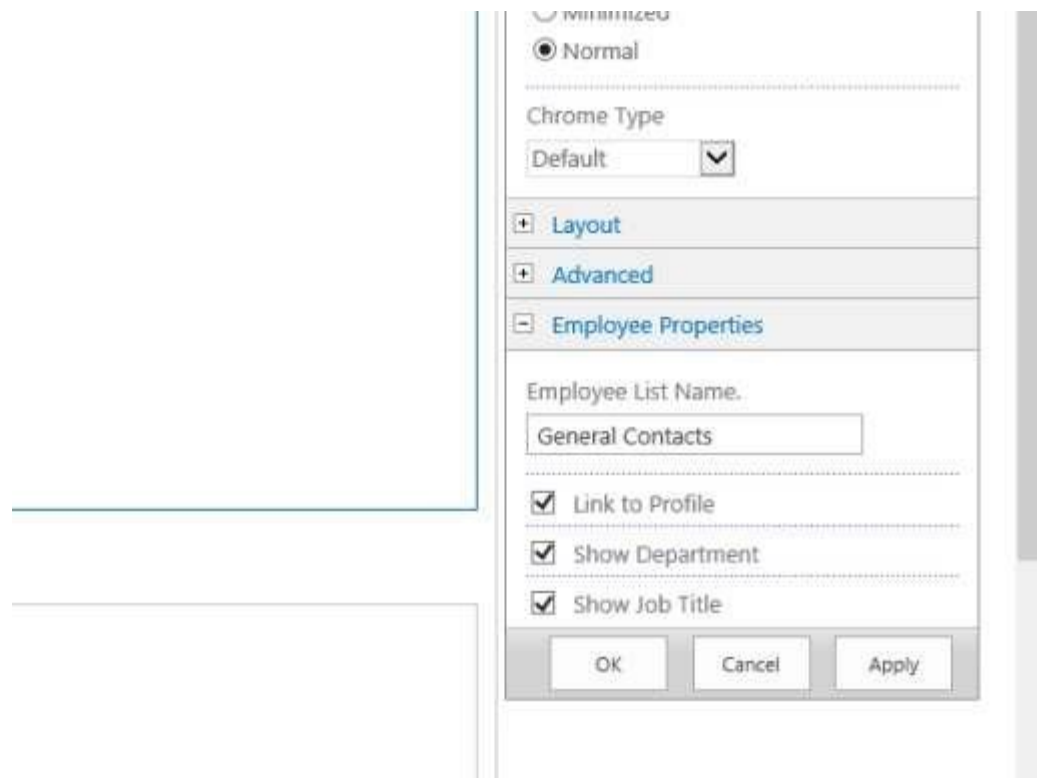 Minimized
Normal
Chrome Type
Default
Layout
Advanced
Employee Properties
Employee List Name.
General Contacts
Link to Profile
Show Department
Show Job Title
OK Cancel Apply